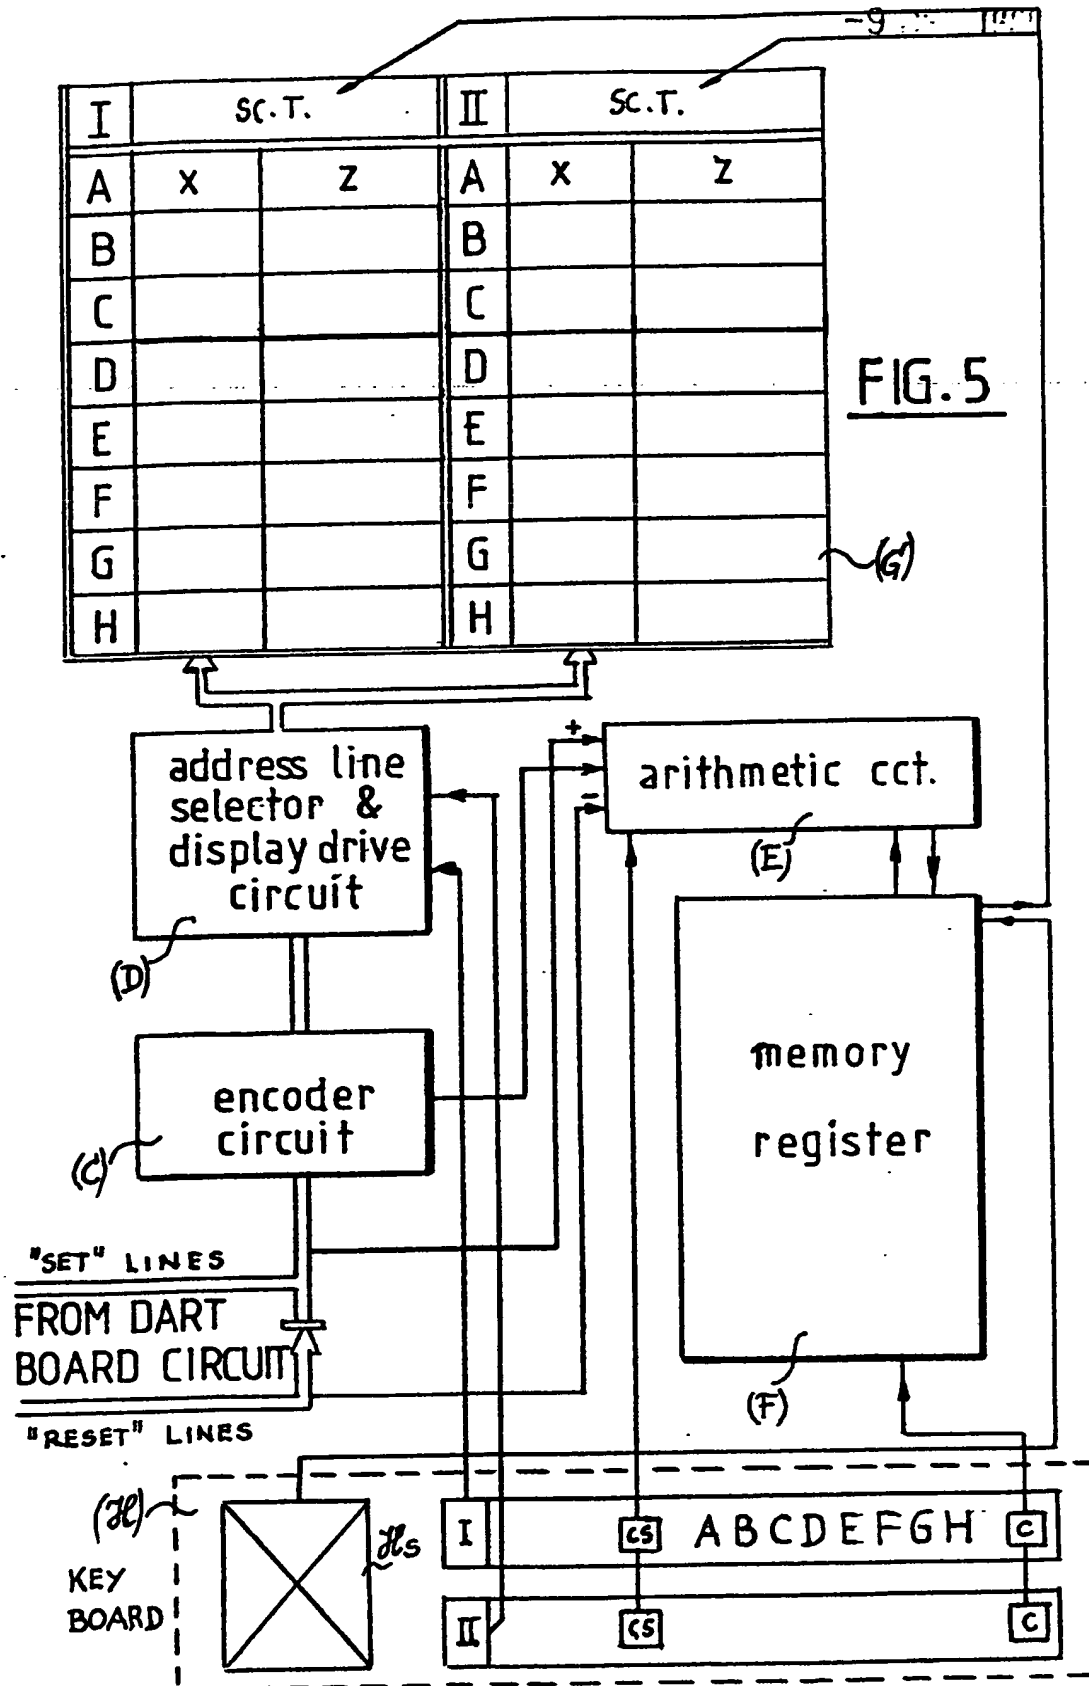 -9
I SC.T. II SC.T.
A X Z A X Z
B B
C C
D D
E E
F F
G G
H H
FIG. 5
(G)
address line
selector &
display drive
circuit
(D)
+
-
arithmetic cct.
(E)
encoder
circuit
(C)
memory
register
(F)
"SET" LINES
FROM DART
BOARD CIRCUIT
"RESET" LINES
(H)
Hs
KEY
BOARD
I CS A B C D E F G H C
II CS C